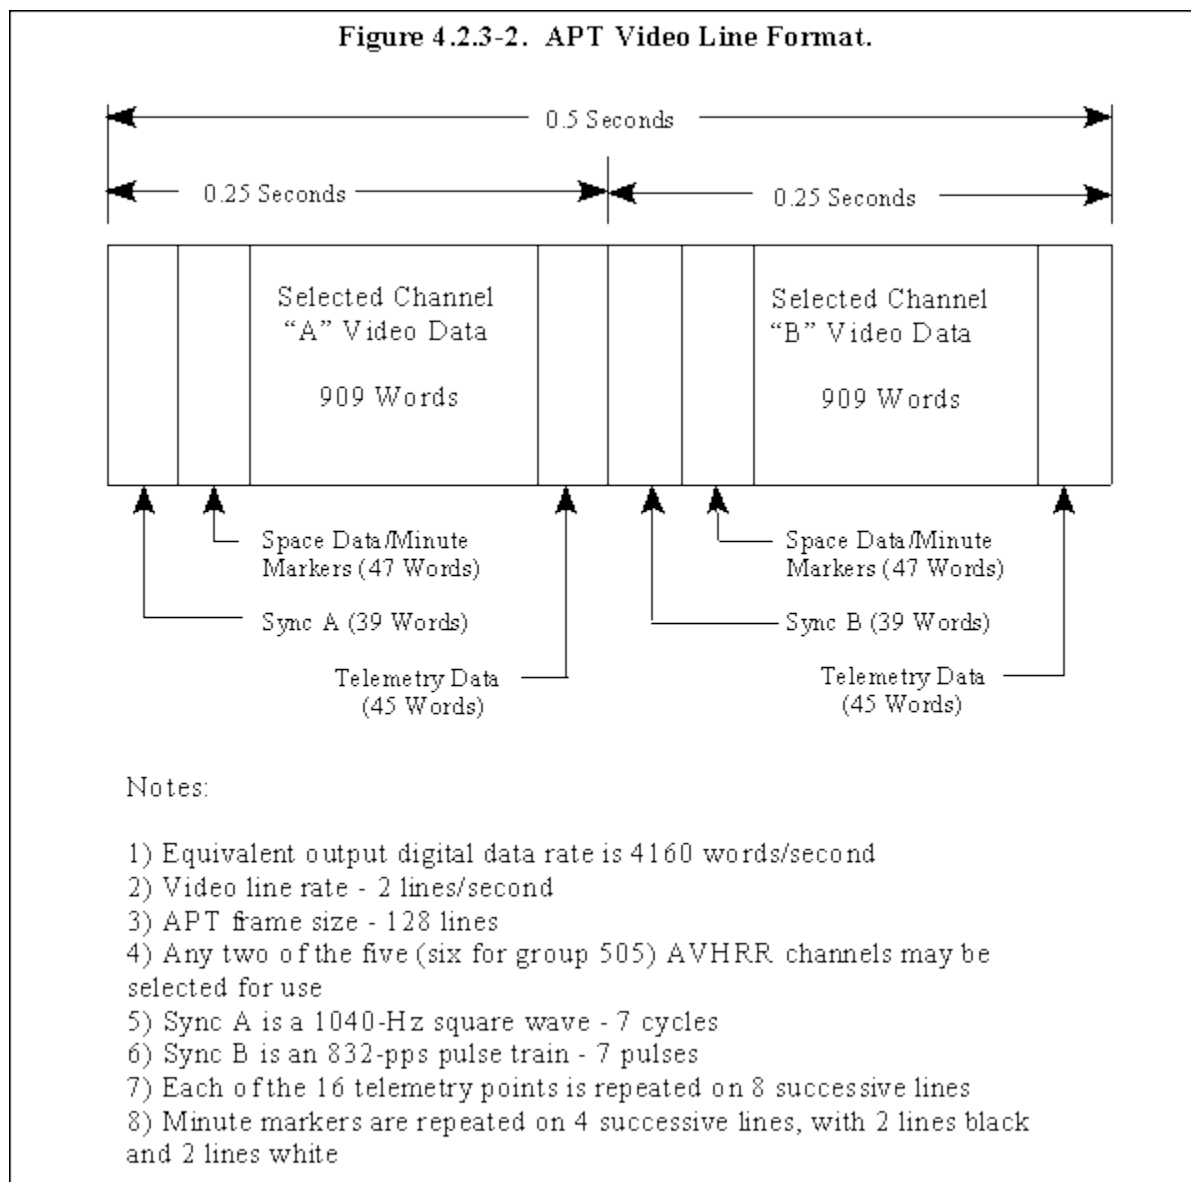 Figure 4.2.3-2. APT Video Line Format.
0.5 Seconds
0.25 Seconds
0.25 Seconds
Selected Channel
“A” Video Data
909 Words
Selected Channel
“B” Video Data
909 Words
Space Data/Minute
Markers (47 Words)
Space Data/Minute
Markers (47 Words)
Sync A (39 Words)
Sync B (39 Words)
Telemetry Data
(45 Words)
Telemetry Data
(45 Words)
Notes:
1) Equivalent output digital data rate is 4160 words/second
2) Video line rate - 2 lines/second
3) APT frame size - 128 lines
4) Any two of the five (six for group 505) AVHRR channels may be
selected for use
5) Sync A is a 1040-Hz square wave - 7 cycles
6) Sync B is an 832-pps pulse train - 7 pulses
7) Each of the 16 telemetry points is repeated on 8 successive lines
8) Minute markers are repeated on 4 successive lines, with 2 lines black
and 2 lines white